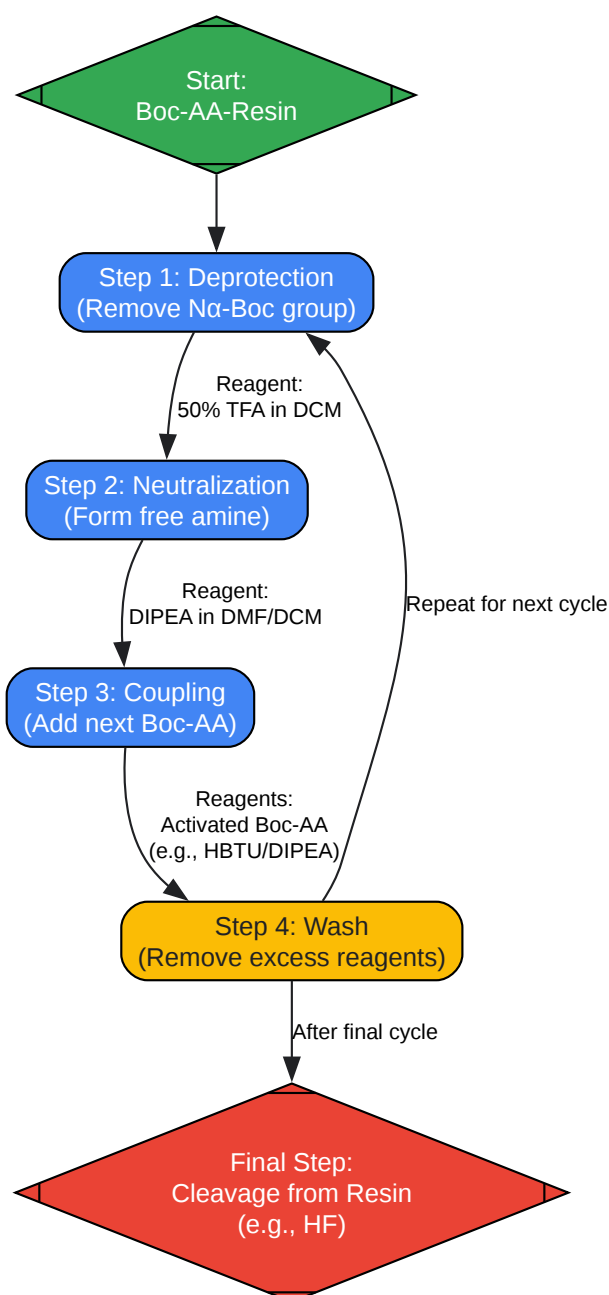 Start:
Boc-AA-Resin
Step 1: Deprotection
(Remove Nα-Boc group)
Reagent:
50% TFA in DCM
Step 2: Neutralization
(Form free amine)
Reagent:
DIPEA in DMF/DCM
Repeat for next cycle
Step 3: Coupling
(Add next Boc-AA)
Reagents:
Activated Boc-AA
(e.g., HBTU/DIPEA)
Step 4: Wash
(Remove excess reagents)
After final cycle
Final Step:
Cleavage from Resin
(e.g., HF)